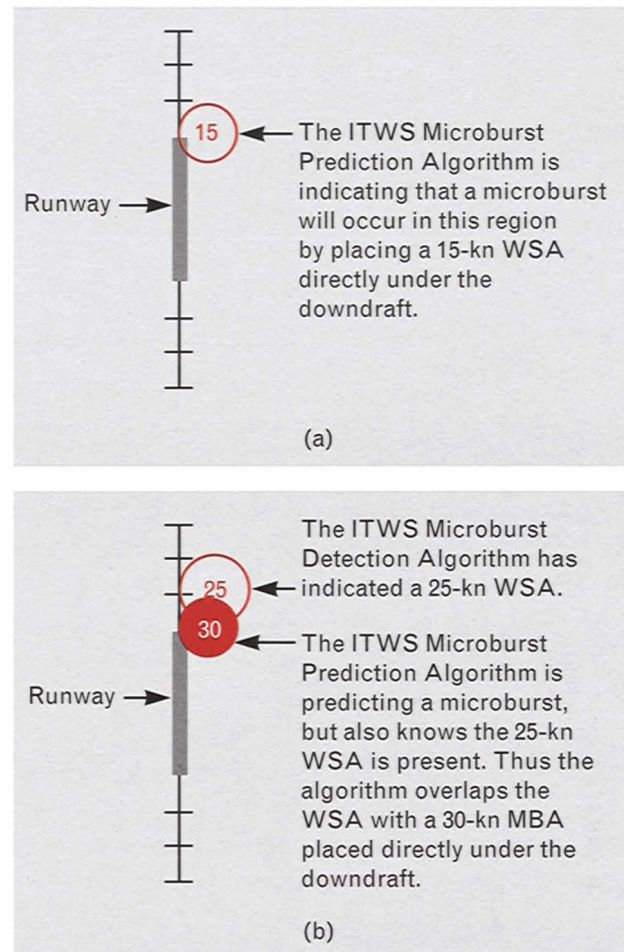 15
The ITWS Microburst
Prediction Algorithm is
indicating that a microburst
will occur in this region
by placing a 15-kn WSA
directly under the
downdraft.
Runway
(a)
The ITWS Microburst
Detection Algorithm has
indicated a 25-kn WSA.
25
30
The ITWS Microburst
Prediction Algorithm is
predicting a microburst,
but also knows the 25-kn
WSA is present. Thus the
algorithm overlaps the
WSA with a 30-kn MBA
placed directly under the
downdraft.
Runway
(b)